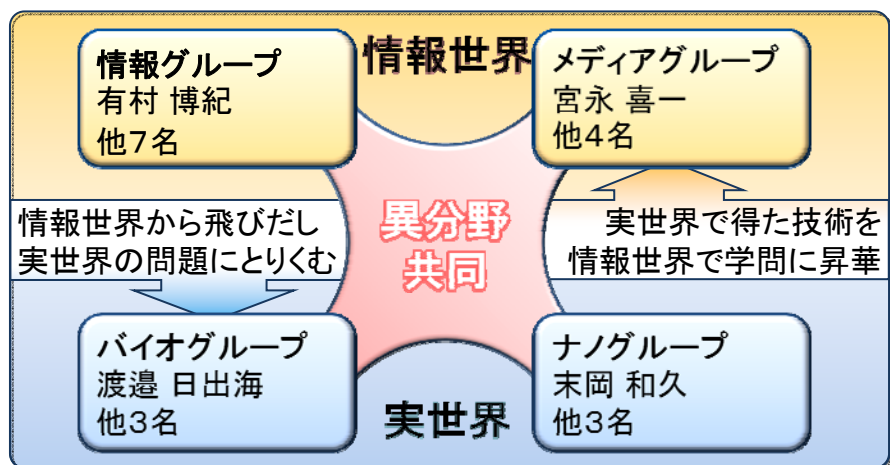 情報世界
情報グループ
有村 博紀
他7名
メディアグループ
宮永 喜一
他4名
情報世界から飛びだし
実世界の問題にとりくむ
異分野
共同
実世界で得た技術を
情報世界で学問に昇華
バイオグループ
渡邉 日出海
他3名
ナノグループ
末岡 和久
他3名
実世界